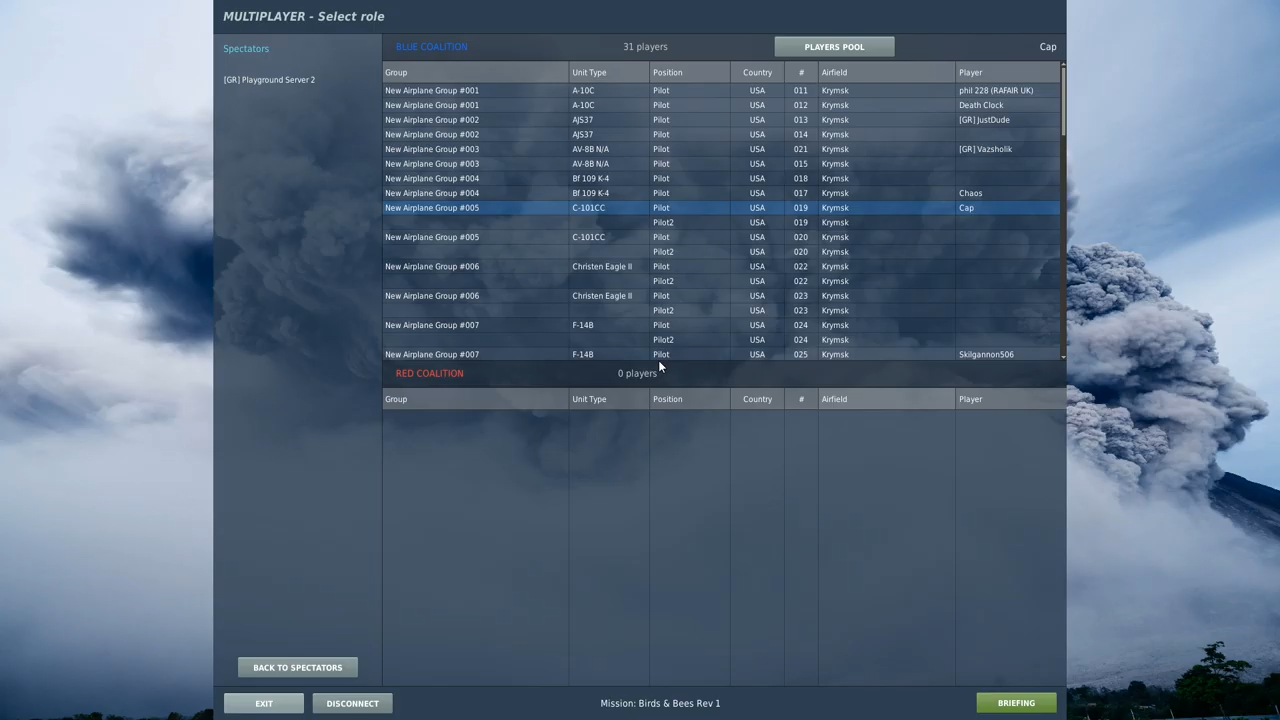 MULTIPLAYER - Select role
Spectators
[GR] Playground Server 2
BLUE COALITION 31 players PLAYERS POOL Cap
Group Unit Type Position Country # Airfield Player
New Airplane Group #001 A-10C Pilot USA 011 Krymsk phil 228 (RAFAIR UK)
New Airplane Group #001 A-10C Pilot USA 012 Krymsk Death Clock
New Airplane Group #002 AJS37 Pilot USA 013 Krymsk [GR] JustDude
New Airplane Group #002 AJS37 Pilot USA 014 Krymsk
New Airplane Group #003 AV-8B N/A Pilot USA 021 Krymsk [GR] Vazsholik
New Airplane Group #003 AV-8B N/A Pilot USA 015 Krymsk
New Airplane Group #004 Bf 109 K-4 Pilot USA 018 Krymsk
New Airplane Group #004 Bf 109 K-4 Pilot USA 017 Krymsk Chaos
New Airplane Group #005 C-101CC Pilot USA 019 Krymsk Cap
Pilot2 USA 019 Krymsk
New Airplane Group #005 C-101CC Pilot USA 020 Krymsk
Pilot2 USA 020 Krymsk
New Airplane Group #006 Christen Eagle II Pilot USA 022 Krymsk
Pilot2 USA 022 Krymsk
New Airplane Group #006 Christen Eagle II Pilot USA 023 Krymsk
Pilot2 USA 023 Krymsk
New Airplane Group #007 F-14B Pilot USA 024 Krymsk
Pilot2 USA 024 Krymsk
New Airplane Group #007 F-14B Pilot USA 025 Krymsk Skilgannon506
RED COALITION 0 players
Group Unit Type Position Country # Airfield Player
BACK TO SPECTATORS
EXIT DISCONNECT Mission: Birds & Bees Rev 1 BRIEFING